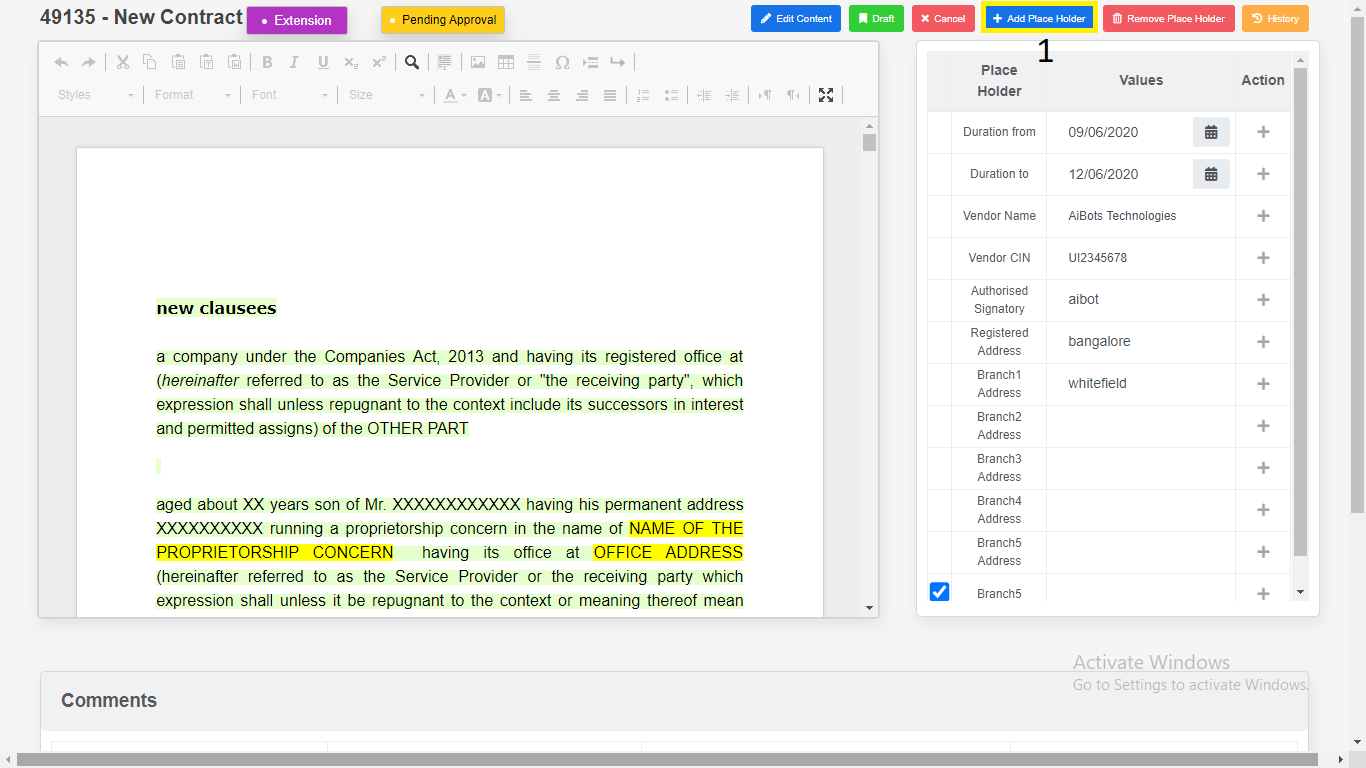 49135 - New Contract
Extension
Pending Approval
Edit Content
Draft
Cancel
Add Place Holder
Remove Place Holder
History
1
Styles
Format
Font
Size
new clausees
a company under the Companies Act, 2013 and having its registered office at
(hereinafter referred to as the Service Provider or "the receiving party", which
expression shall unless repugnant to the context include its successors in interest
and permitted assigns) of the OTHER PART
aged about XX years son of Mr. XXXXXXXXXXXX having his permanent address
XXXXXXXXXX running a proprietorship concern in the name of NAME OF THE
PROPRIETORSHIP CONCERN having its office at OFFICE ADDRESS
(hereinafter referred to as the Service Provider or the receiving party which
expression shall unless it be repugnant to the context or meaning thereof mean
Place
Holder
Values
Action
Duration from
09/06/2020
Duration to
12/06/2020
Vendor Name
AiBots Technologies
Vendor CIN
UI2345678
Authorised
Signatory
aibot
Registered
Address
bangalore
Branch1
Address
whitefield
Branch2
Address
Branch3
Address
Branch4
Address
Branch5
Address
Branch5
Activate Windows
Go to Settings to activate Windows.
Comments